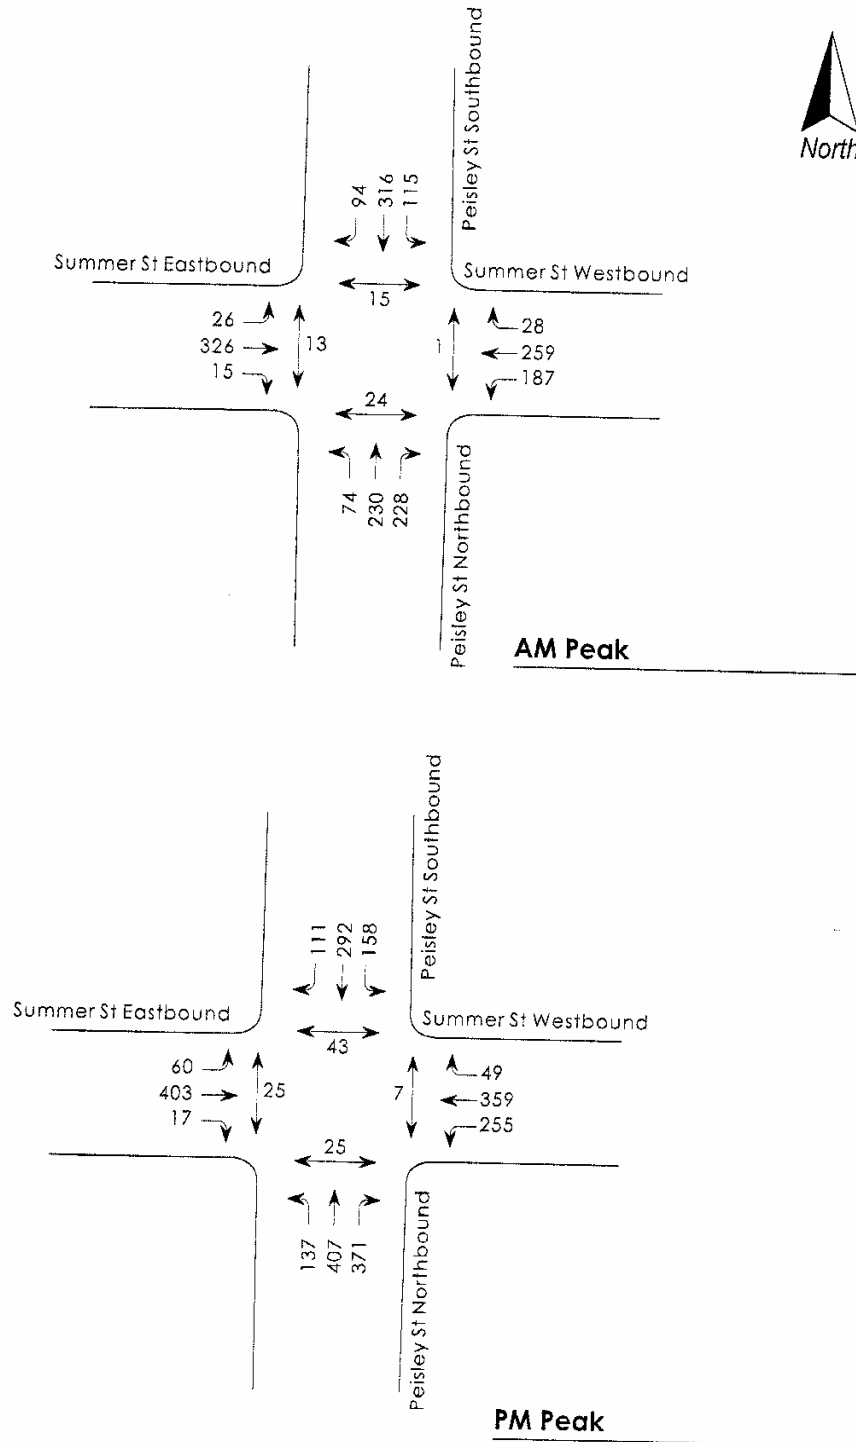 Peisley St Southbound
North
94
316
115
Summer St Eastbound
Summer St Westbound
15
26
326
15
13
1
28
259
187
24
74
230
228
Peisley St Northbound
AM Peak
Peisley St Southbound
111
292
158
Summer St Eastbound
Summer St Westbound
43
60
403
17
25
7
49
359
255
25
137
407
371
Peisley St Northbound
PM Peak